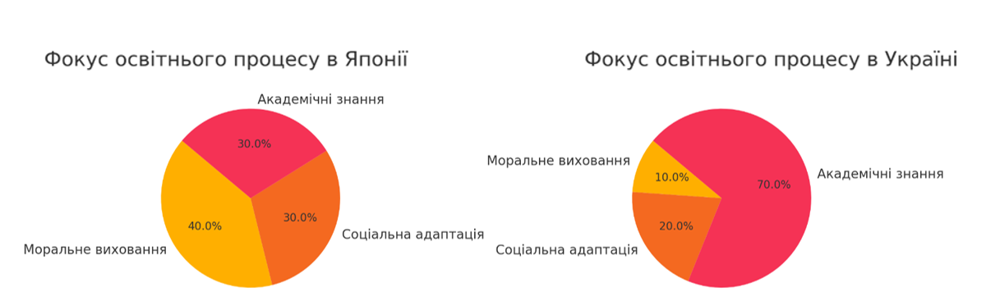 Фокус освітнього процесу в Японії
Академічні знання
30.0%
30.0%
40.0%
Соціальна адаптація
Моральне виховання
Фокус освітнього процесу в Україні
Моральне виховання
10.0%
70.0%
Академічні знання
20.0%
Соціальна адаптація